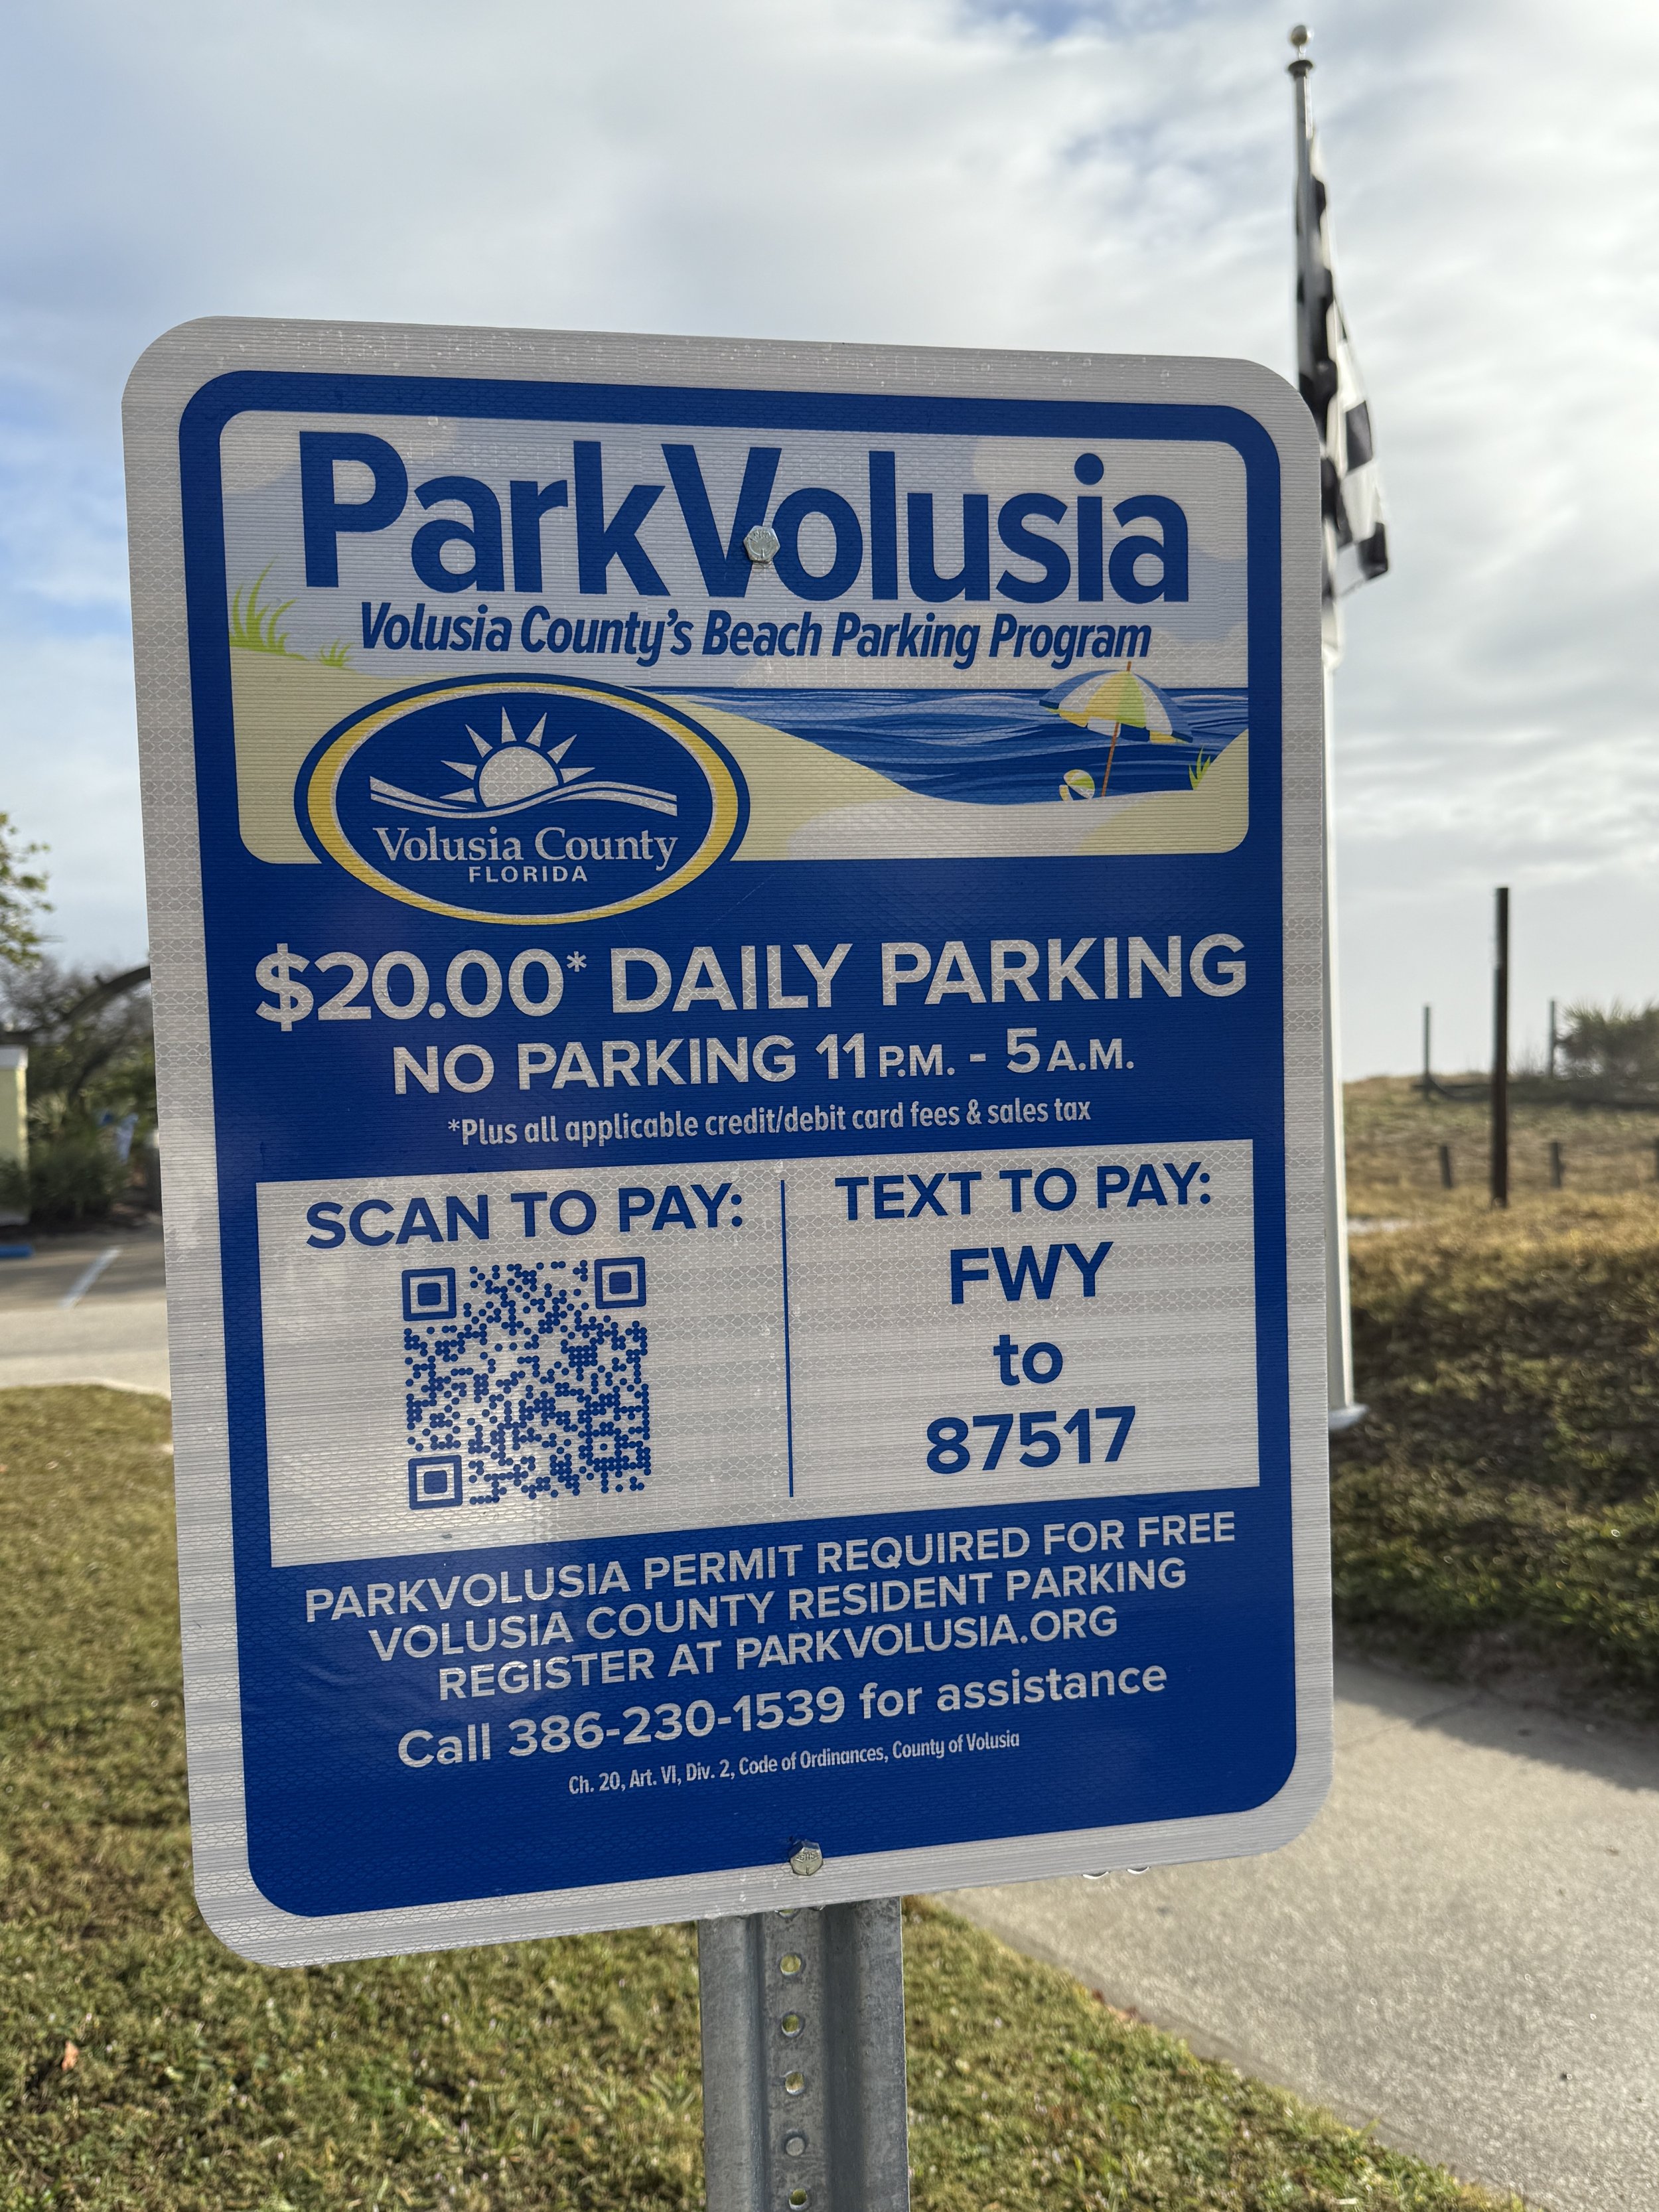 ParkVolusia
Volusia County's Beach Parking Program
Volusia County
FLORIDA
$20.00* DAILY PARKING
NO PARKING 11 P.M. - 5 A.M.
*Plus all applicable credit/debit card fees & sales tax
SCAN TO PAY:
TEXT TO PAY:
FWY
to
87517
PARKVOLUSIA PERMIT REQUIRED FOR FREE
VOLUSIA COUNTY RESIDENT PARKING
REGISTER AT PARKVOLUSIA.ORG
Call 386-230-1539 for assistance
Ch. 20, Art. VI, Div. 2, Code of Ordinances, County of Volusia